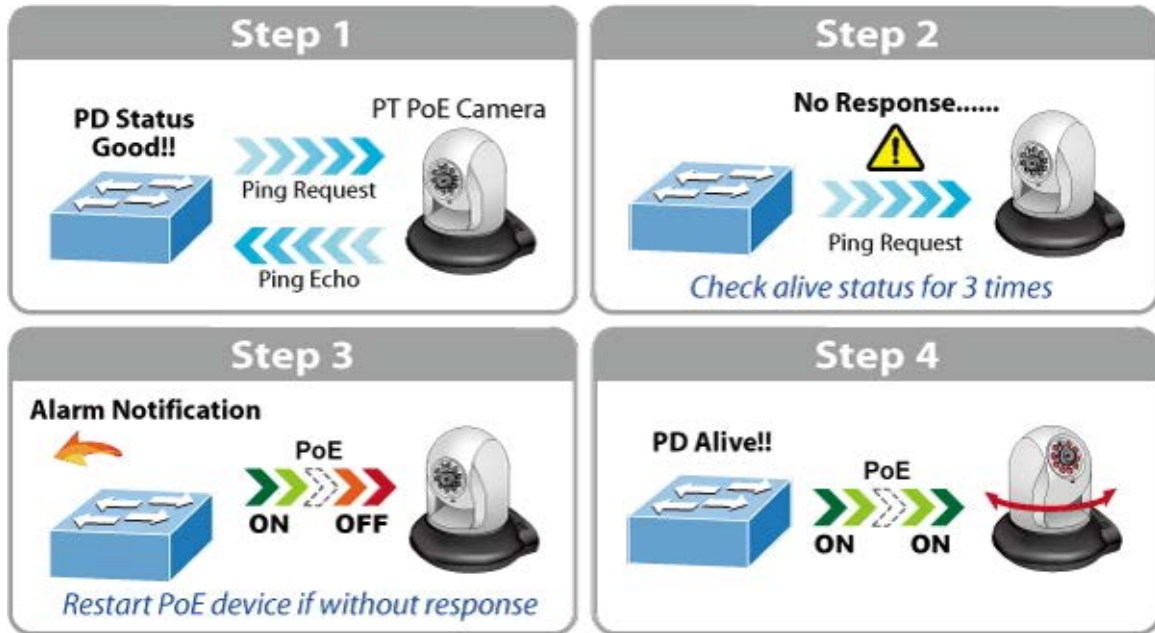 Step 1
PD Status
Good!!
PT PoE Camera
Ping Request
Ping Echo
Step 2
No Response......
Ping Request
Check alive status for 3 times
Step 3
Alarm Notification
PoE
ON OFF
Restart PoE device if without response
Step 4
PD Alive!!
PoE
ON ON